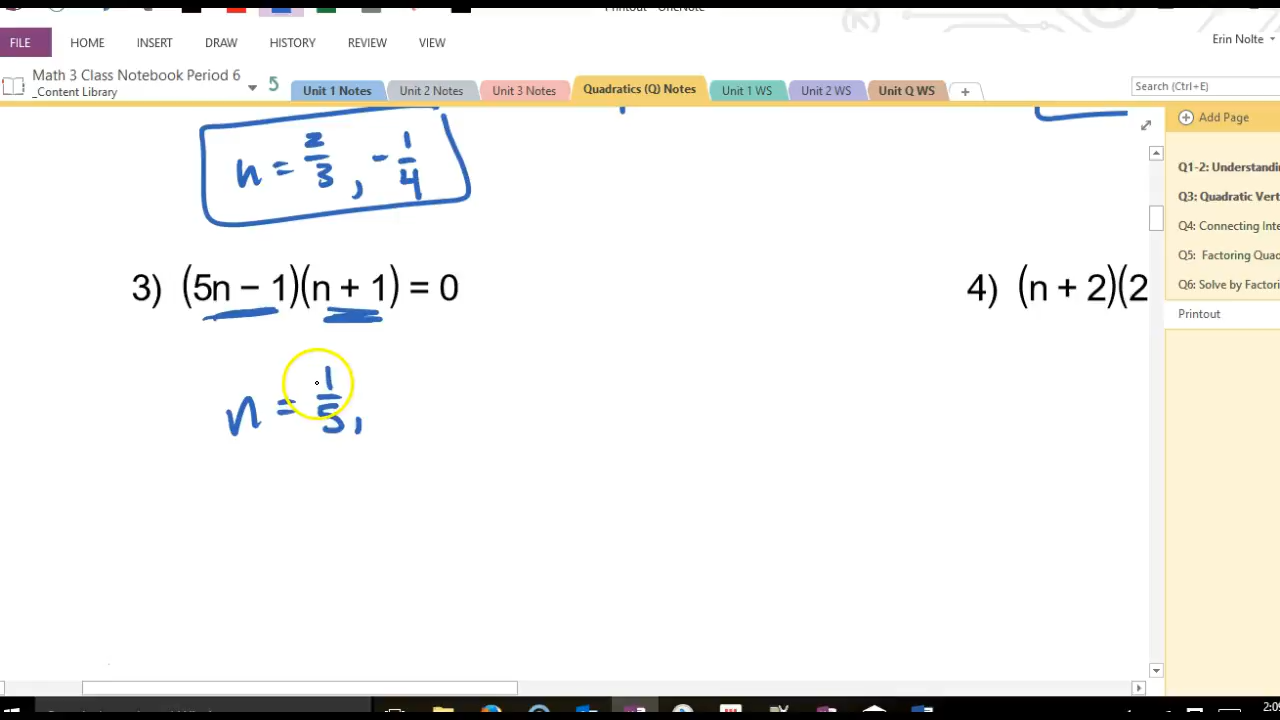 Printout - OneNote
FILE HOME INSERT DRAW HISTORY REVIEW VIEW
Erin Nolte
Math 3 Class Notebook Period 6
_Content Library
Unit 1 Notes Unit 2 Notes Unit 3 Notes Quadratics (Q) Notes Unit 1 WS Unit 2 WS Unit Q WS +
Search (Ctrl+E)
Add Page
n = 2/3, -1/4
Q1-2: Understandin
Q3: Quadratic Vert
Q4: Connecting Inte
Q5: Factoring Quad
Q6: Solve by Factori
Printout
3) (5n − 1)(n + 1) = 0
4) (n + 2)(2
n = 1/5,